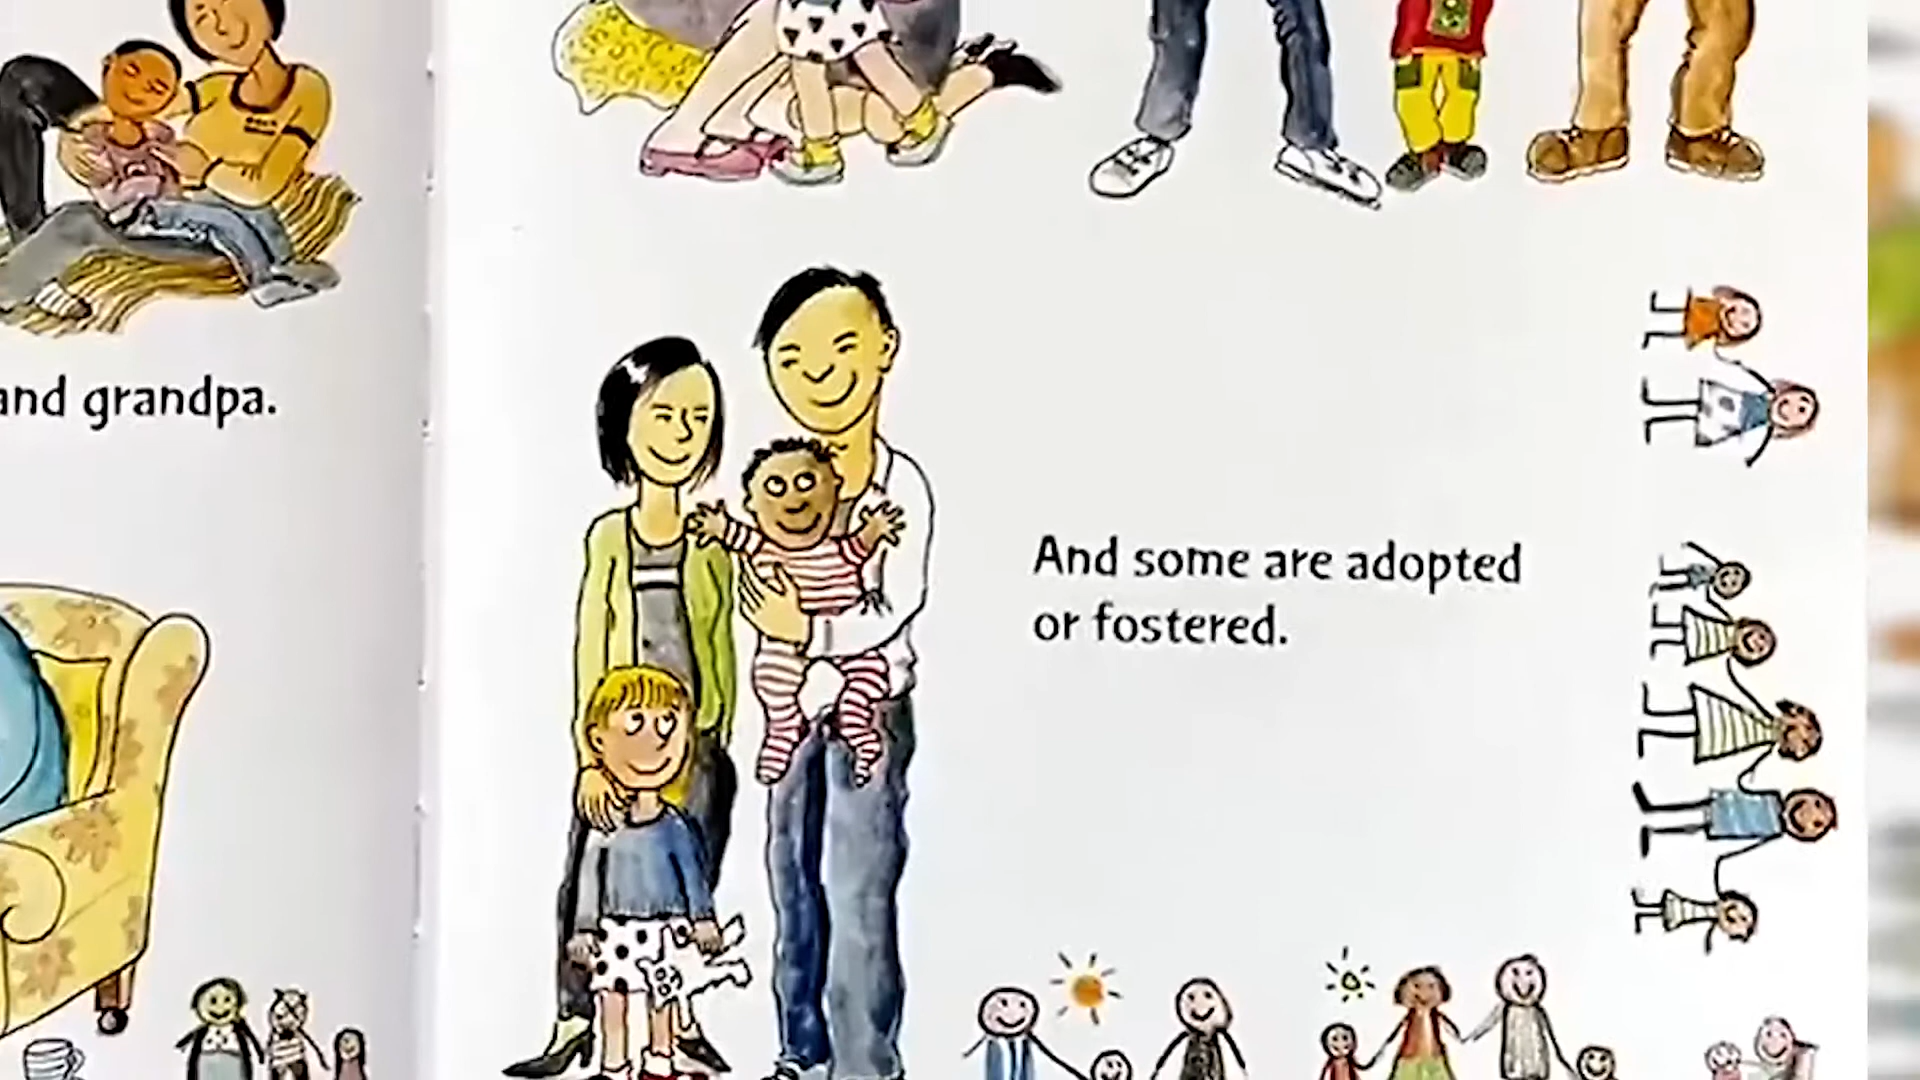 and grandpa.
And some are adopted
or fostered.